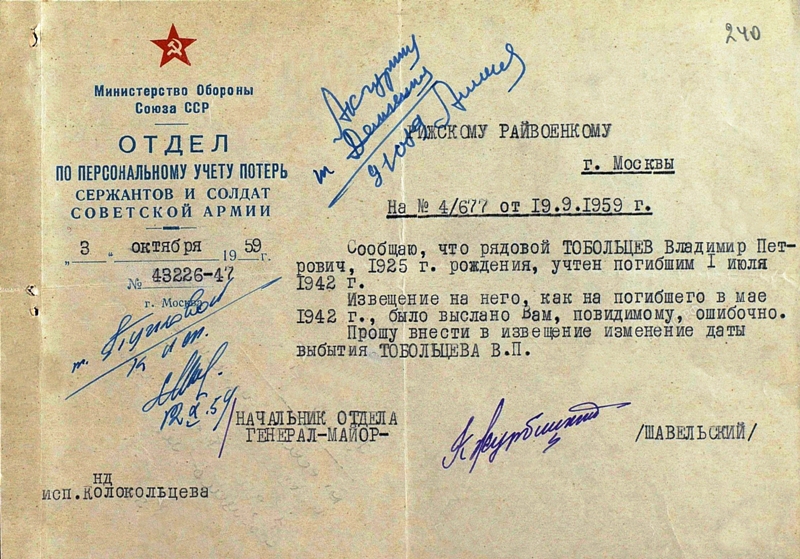 240
Министерство Обороны
Союза ССР
ОТДЕЛ
ПО ПЕРСОНАЛЬНОМУ УЧЕТУ ПОТЕРЬ
СЕРЖАНТОВ И СОЛДАТ
СОВЕТСКОЙ АРМИИ
„3“ октября 1959 г.
№ 43226-47
г. Москва
РАЙВОЕНКОМУ
г. Москвы
На № 4/677 от 19.9.1959 г.
Сообщаю, что рядовой ТОБОЛЬЦЕВ Владимир Пет-
рович, 1925 г. рождения, учтен погибшим I июля
1942 г.
Извещение на него, как на погибшего в мае
1942 г., было выслано Вам, повидимому, ошибочно.
Прошу внести в извещение изменение даты
выбытия ТОБОЛЬЦЕВА В.П.
НАЧАЛЬНИК ОТДЕЛА
ГЕНЕРАЛ-МАЙОР-
/ШАВЕЛЬСКИЙ/
нд
исп.Колокольцева